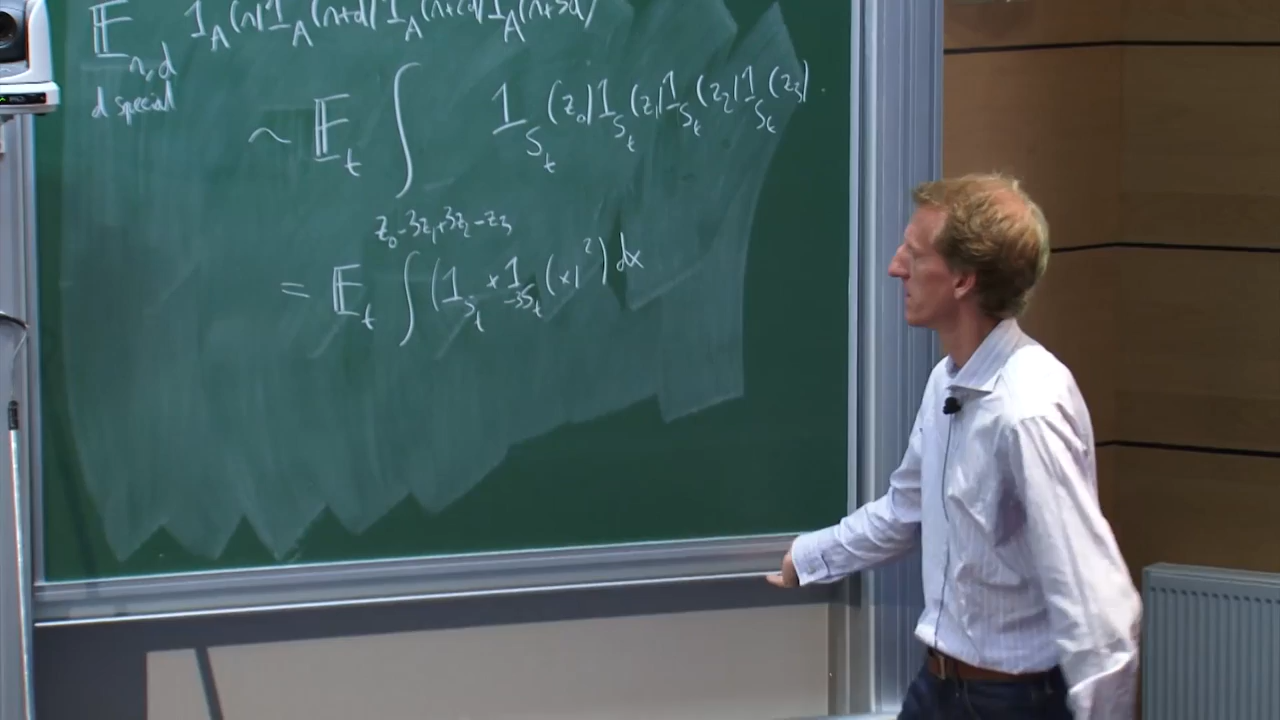 𝔼_{n,d d special} 1_A(n) 1_A(n+d) 1_A(n+2d) 1_A(n+3d)
~ 𝔼_t ∫_{z_0-3z_1+3z_2-z_3} 1_{S_t}(z_0) 1_{S_t}(z_1) 1_{S_t}(z_2) 1_{S_t}(z_3).
= 𝔼_t ∫ (1_{S_t} * 1_{-3S_t}(x)^2) dx